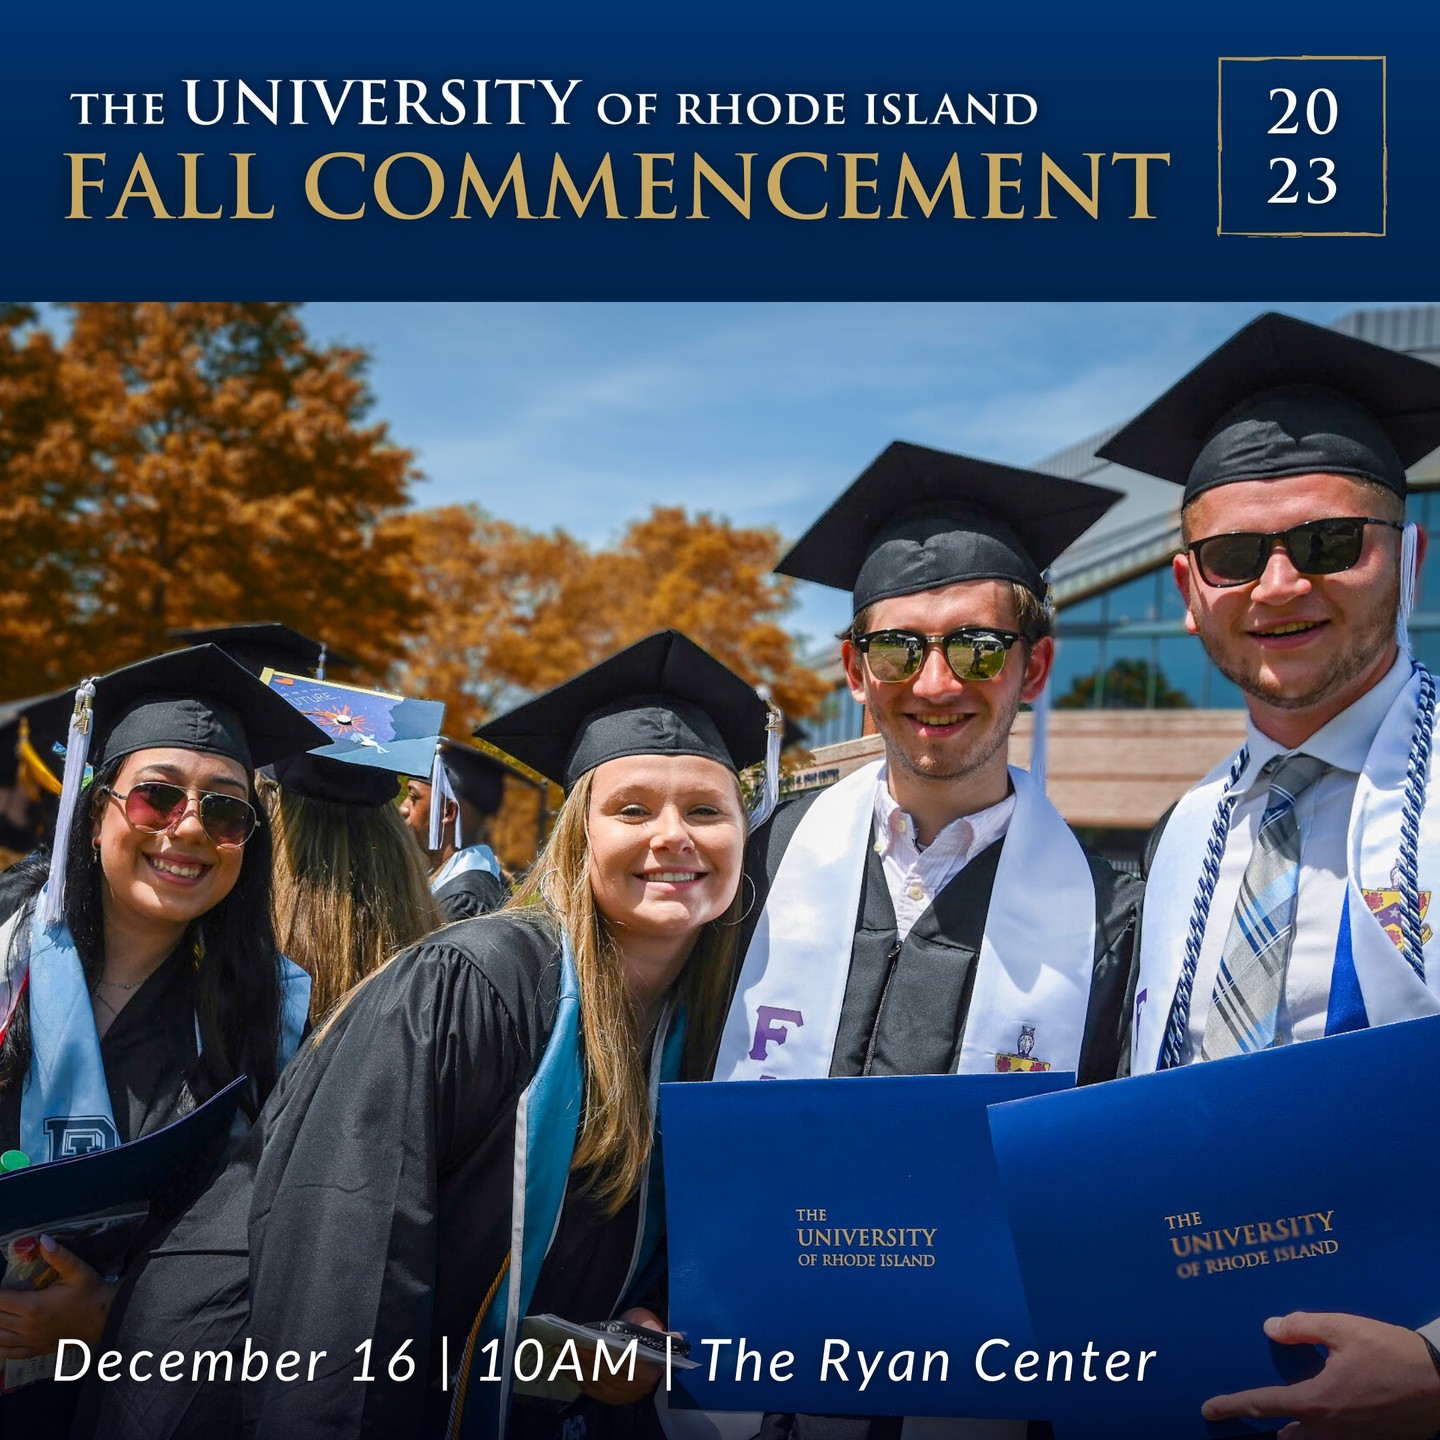 THE UNIVERSITY OF RHODE ISLAND
FALL COMMENCEMENT
20
23
FUTURE.
F
THE
UNIVERSITY
OF RHODE ISLAND
THE
UNIVERSITY
OF RHODE ISLAND
December 16 | 10AM | The Ryan Center